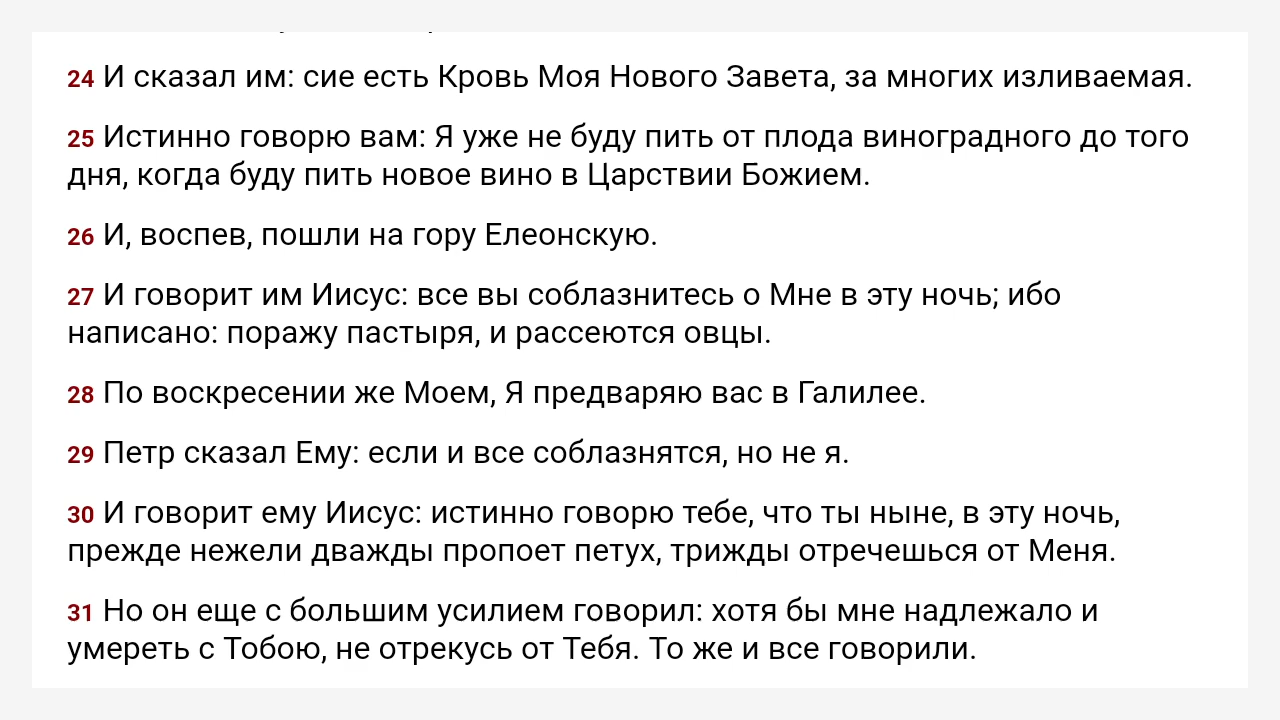 24 И сказал им: сие есть Кровь Моя Нового Завета, за многих изливаемая.
25 Истинно говорю вам: Я уже не буду пить от плода виноградного до того
дня, когда буду пить новое вино в Царствии Божием.
26 И, воспев, пошли на гору Елеонскую.
27 И говорит им Иисус: все вы соблазнитесь о Мне в эту ночь; ибо
написано: поражу пастыря, и рассеются овцы.
28 По воскресении же Моем, Я предваряю вас в Галилее.
29 Петр сказал Ему: если и все соблазнятся, но не я.
30 И говорит ему Иисус: истинно говорю тебе, что ты ныне, в эту ночь,
прежде нежели дважды пропоет петух, трижды отречешься от Меня.
31 Но он еще с большим усилием говорил: хотя бы мне надлежало и
умереть с Тобою, не отрекусь от Тебя. То же и все говорили.